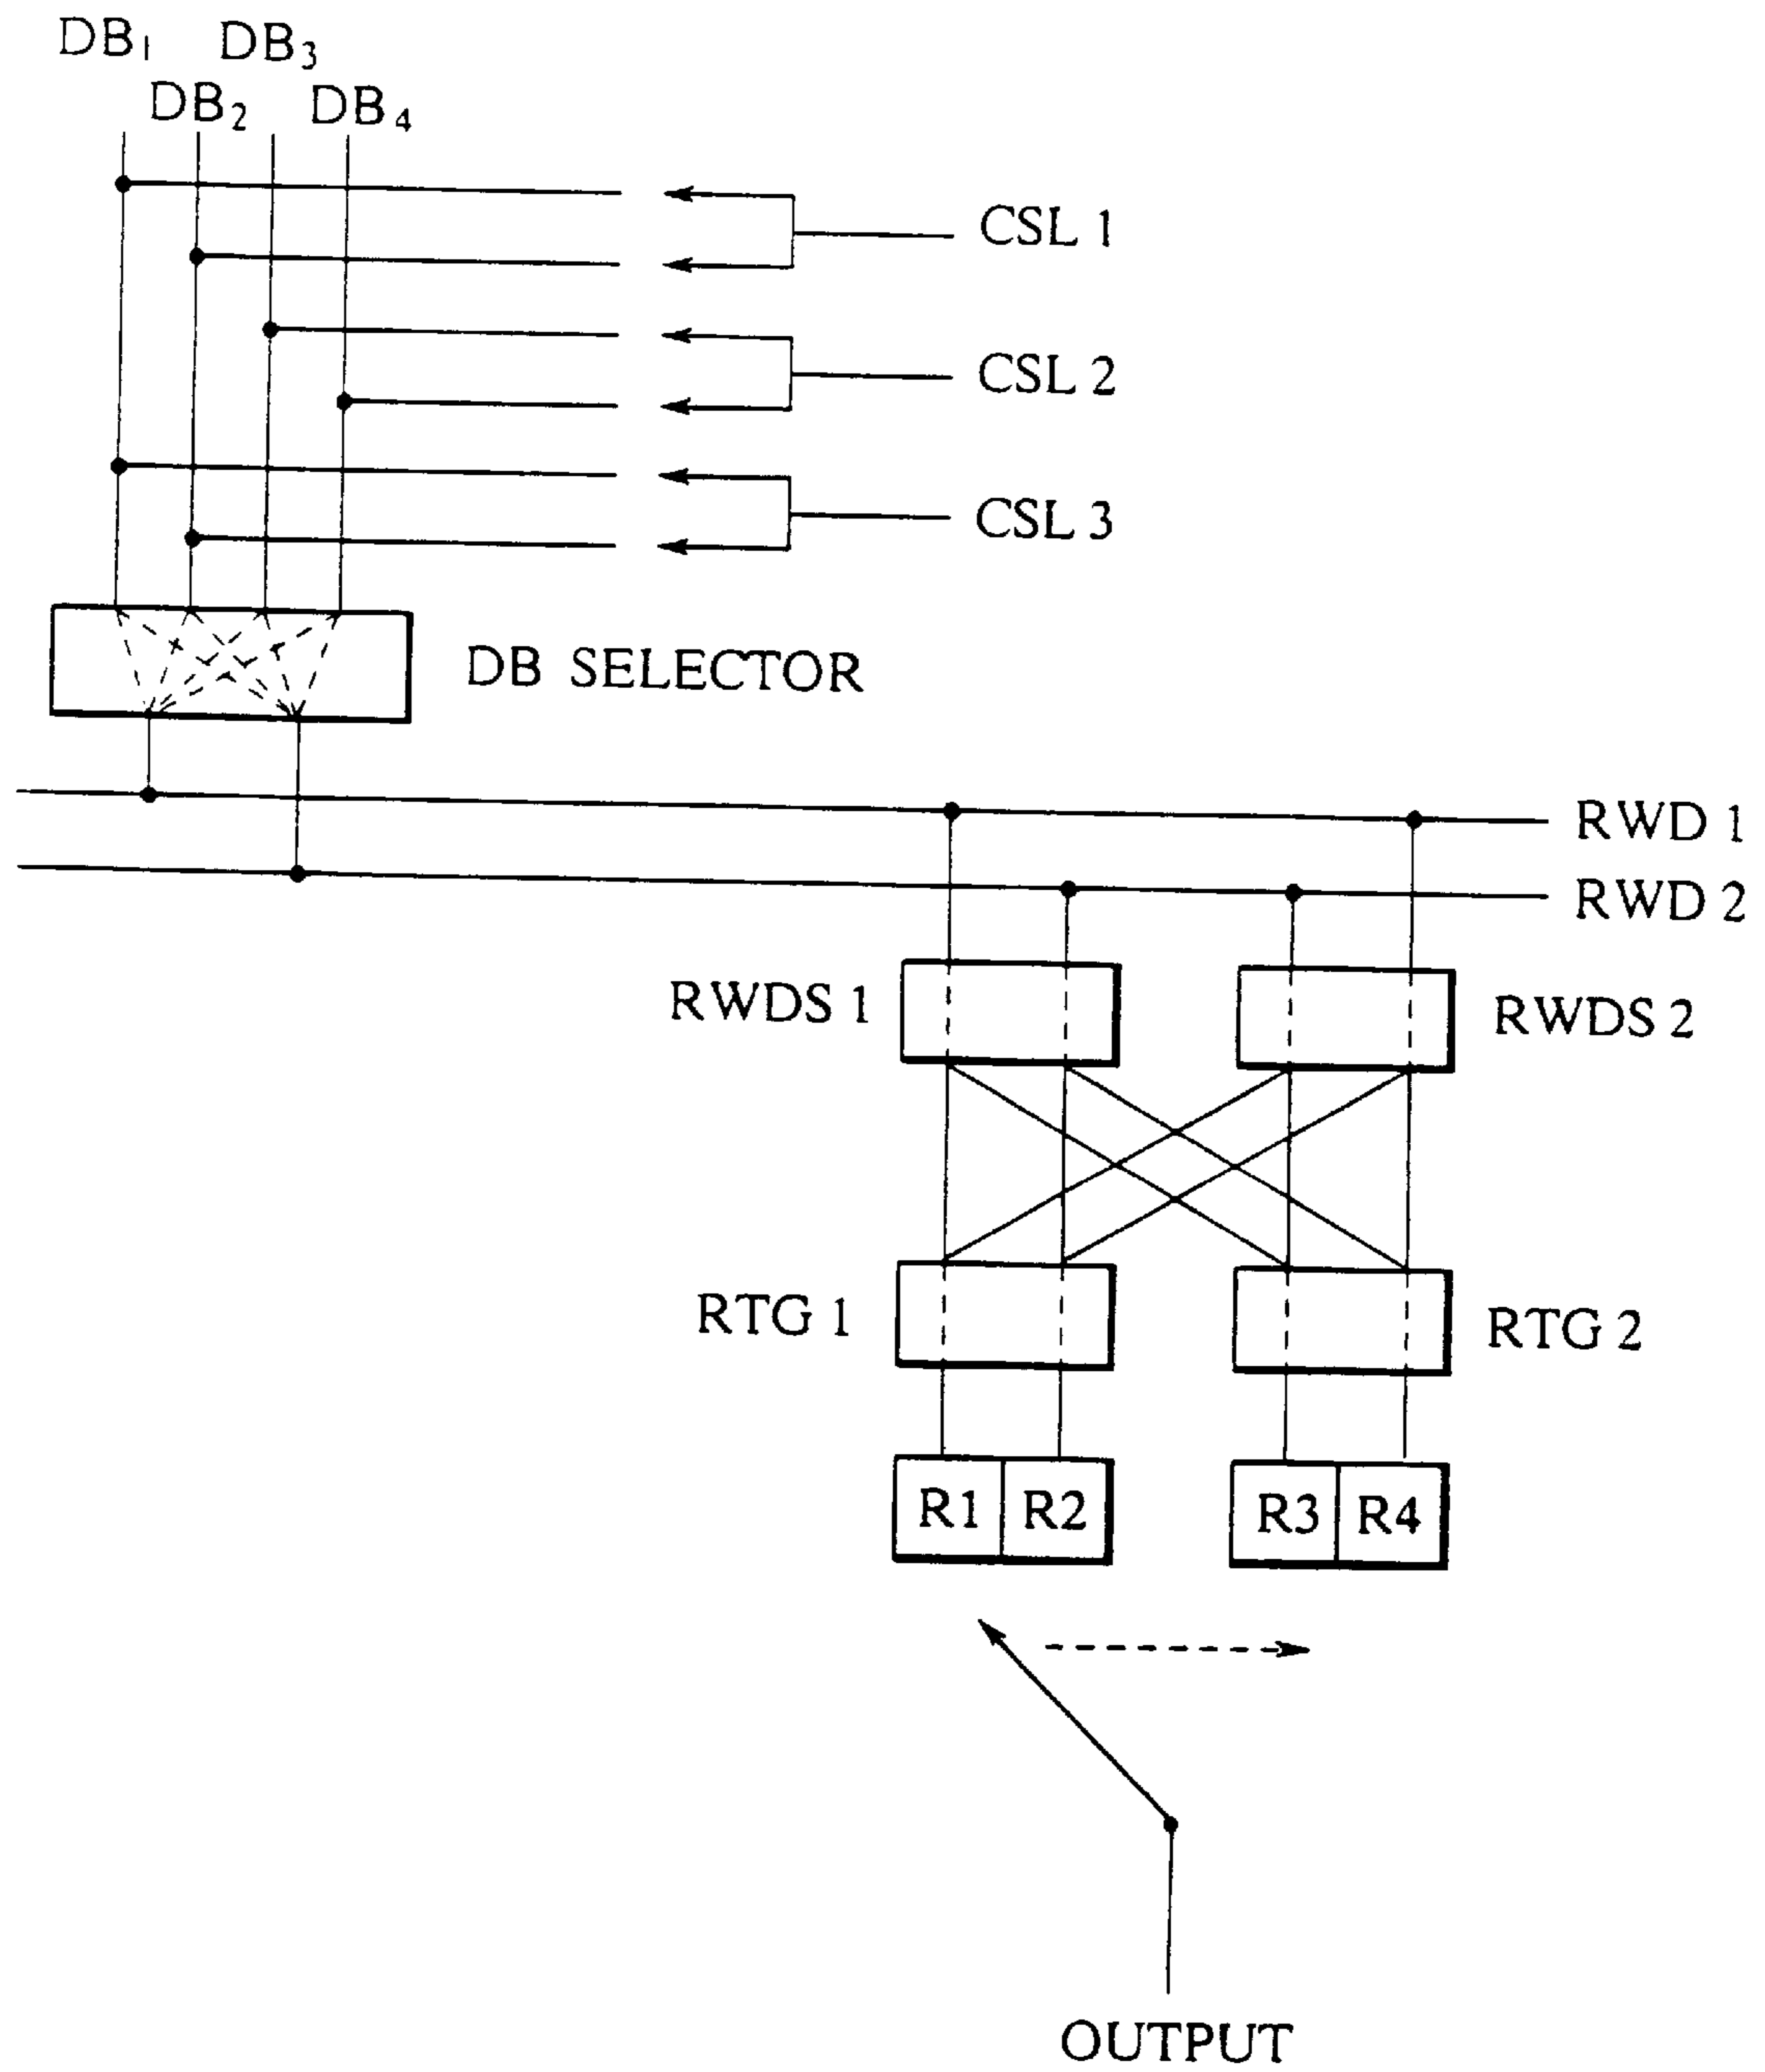 DB1 DB3
DB2 DB4
CSL 1
CSL 2
CSL 3
DB SELECTOR
RWD 1
RWD 2
RWDS 1
RWDS 2
RTG 1
RTG 2
R1 R2 R3 R4
OUTPUT